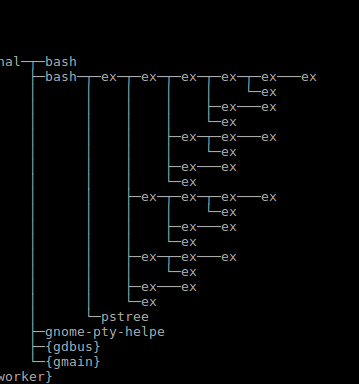 nal─┬─bash
├─bash─┬─ex─┬─ex─┬─ex─┬─ex─┬─ex───ex
│ │ │ │ │ └─ex
│ │ │ │ ├─ex───ex
│ │ │ │ └─ex
│ │ │ ├─ex─┬─ex───ex
│ │ │ │ └─ex
│ │ │ ├─ex───ex
│ │ │ └─ex
│ │ ├─ex─┬─ex─┬─ex───ex
│ │ │ │ └─ex
│ │ │ ├─ex───ex
│ │ │ └─ex
│ │ ├─ex─┬─ex───ex
│ │ │ └─ex
│ │ ├─ex───ex
│ │ └─ex
│ └─pstree
├─gnome-pty-helpe
├─{gdbus}
└─{gmain}
worker}